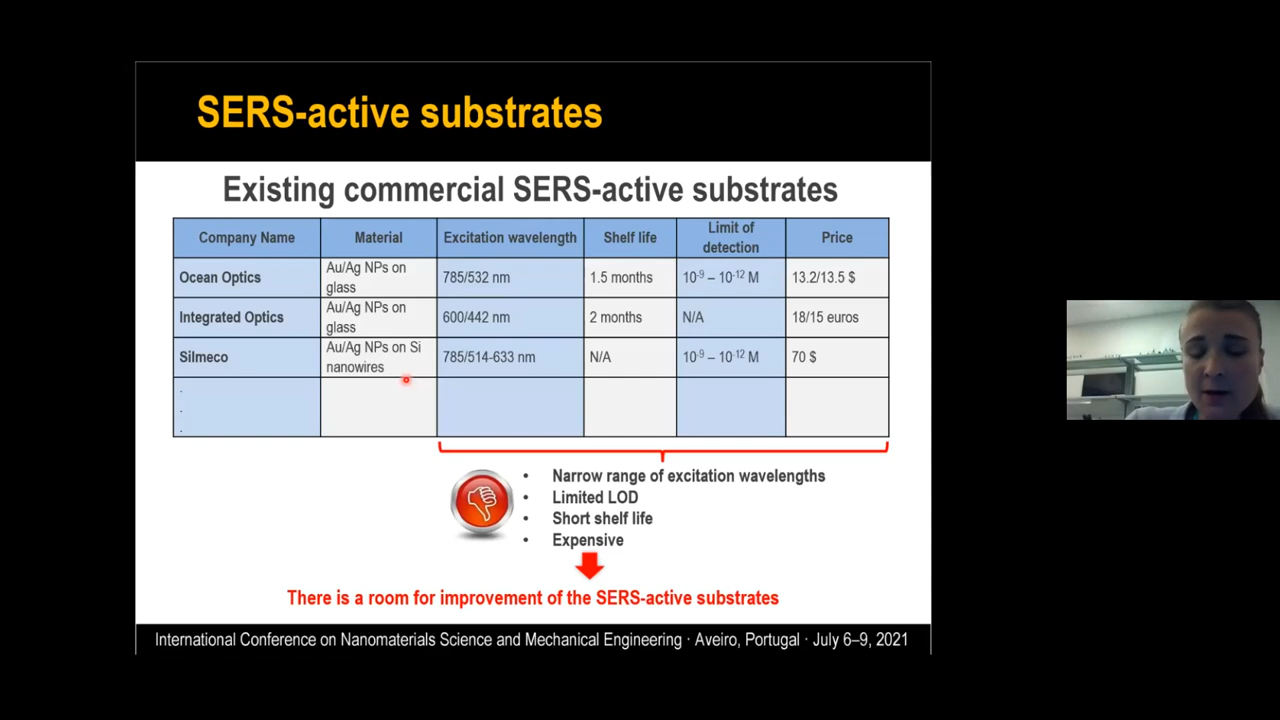 SERS-active substrates
Existing commercial SERS-active substrates
Company Name
Material
Excitation wavelength
Shelf life
Limit of
detection
Price
Ocean Optics
Au/Ag NPs on
glass
785/532 nm
1.5 months
10⁻⁹ – 10⁻¹² M
13.2/13.5 $
Integrated Optics
Au/Ag NPs on
glass
600/442 nm
2 months
N/A
18/15 euros
Silmeco
Au/Ag NPs on Si
nanowires
785/514-633 nm
N/A
10⁻⁹ – 10⁻¹² M
70 $
.
.
.
• Narrow range of excitation wavelengths
• Limited LOD
• Short shelf life
• Expensive
There is a room for improvement of the SERS-active substrates
International Conference on Nanomaterials Science and Mechanical Engineering · Aveiro, Portugal · July 6–9, 2021